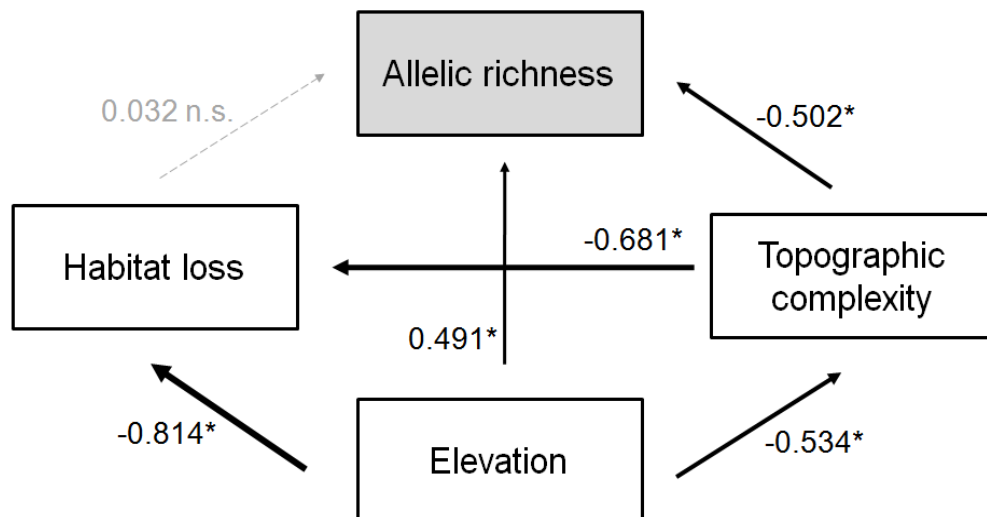 Allelic richness
0.032 n.s.
-0.502*
Habitat loss
-0.681*
Topographic
complexity
0.491*
-0.814*
Elevation
-0.534*